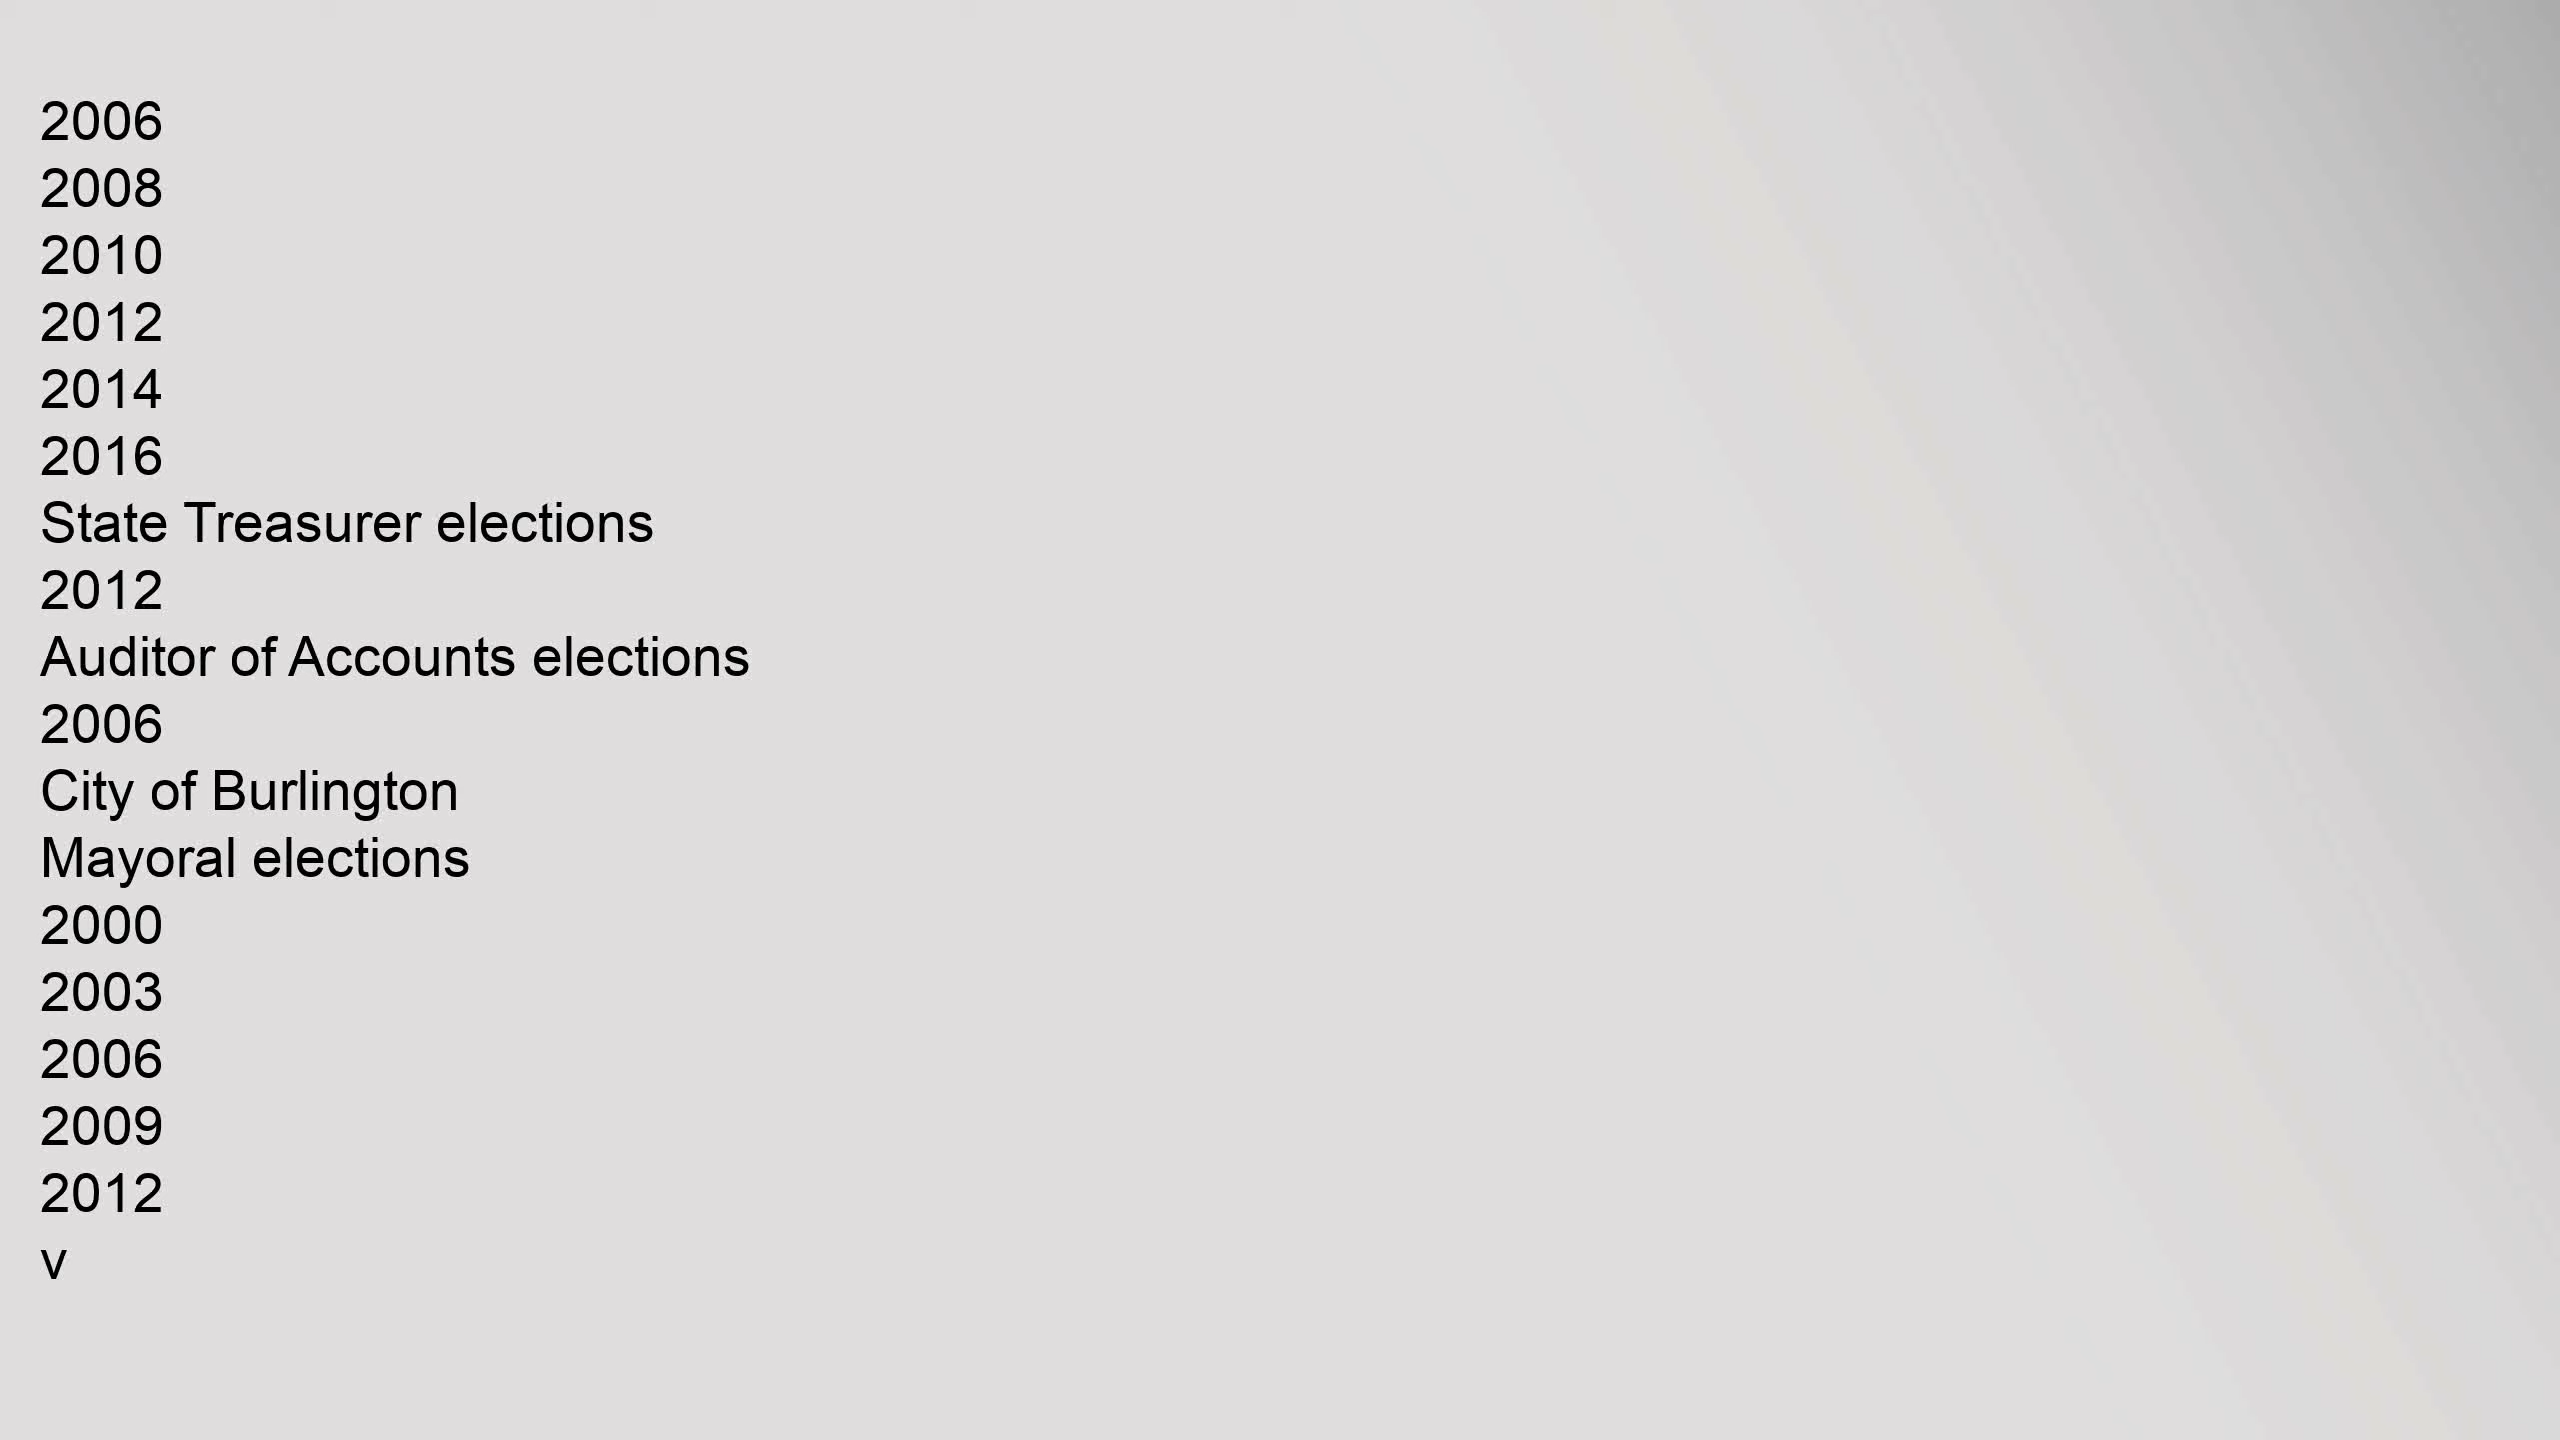 2006
2008
2010
2012
2014
2016
State Treasurer elections
2012
Auditor of Accounts elections
2006
City of Burlington
Mayoral elections
2000
2003
2006
2009
2012
v